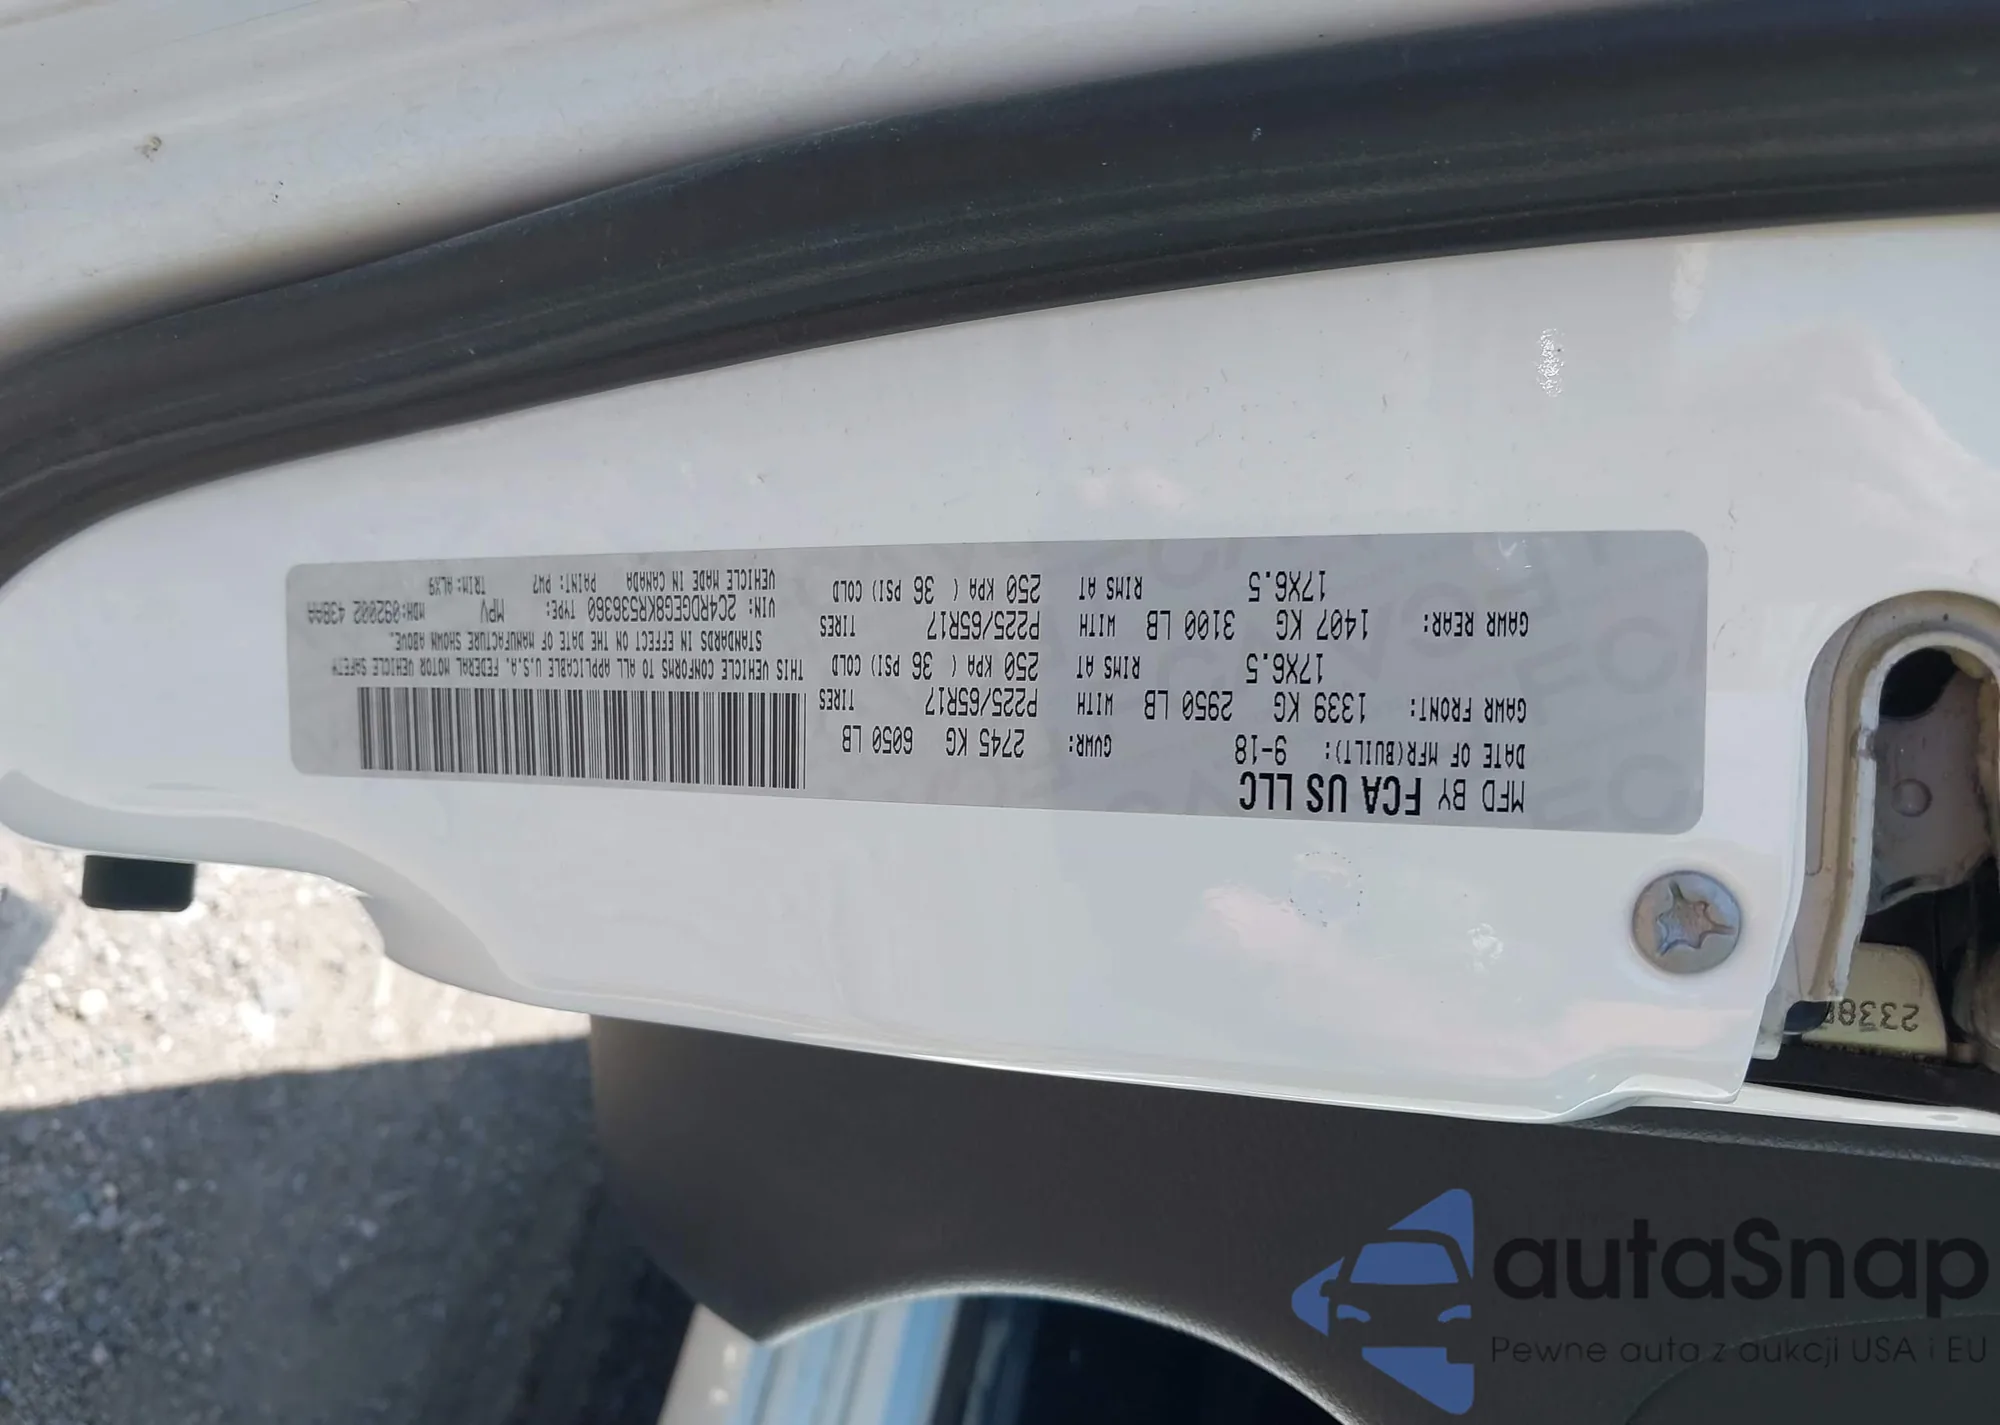 MFD BY FCA US LLC
DATE OF MFR(BUILT): 9-18 GVWR: 2745 KG 6050 LB
GAWR FRONT: 1339 KG 2950 LB WITH P225/65R17 TIRES
17X6.5 RIMS AT 250 KPA ( 36 PSI) COLD
GAWR REAR: 1407 KG 3100 LB WITH P225/65R17 TIRES
17X6.5 RIMS AT 250 KPA ( 36 PSI) COLD
THIS VEHICLE CONFORMS TO ALL APPLICABLE U.S.A. FEDERAL MOTOR VEHICLE SAFETY
STANDARDS IN EFFECT ON THE DATE OF MANUFACTURE SHOWN ABOVE.
VIN: 2C4RDGEG8KR536360 TYPE: MPV MDH:092002 43BAA
VEHICLE MADE IN CANADA PAINT: PW7 TRIM: ALX9
autaSnap
Pewne auta z aukcji USA i EU